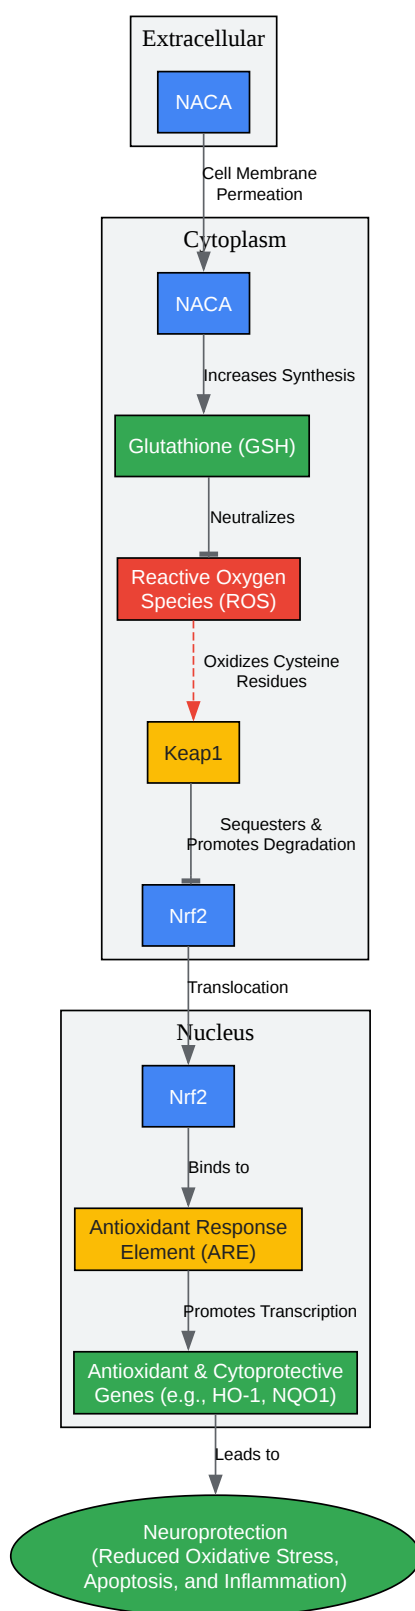 Extracellular
NACA
Cell Membrane
Permeation
Cytoplasm
NACA
Increases Synthesis
Glutathione (GSH)
Neutralizes
Reactive Oxygen
Species (ROS)
Oxidizes Cysteine
Residues
Keap1
Sequesters &
Promotes Degradation
Nrf2
Translocation
Nucleus
Nrf2
Binds to
Antioxidant Response
Element (ARE)
Promotes Transcription
Antioxidant & Cytoprotective
Genes (e.g., HO-1, NQO1)
Leads to
Neuroprotection
(Reduced Oxidative Stress,
Apoptosis, and Inflammation)